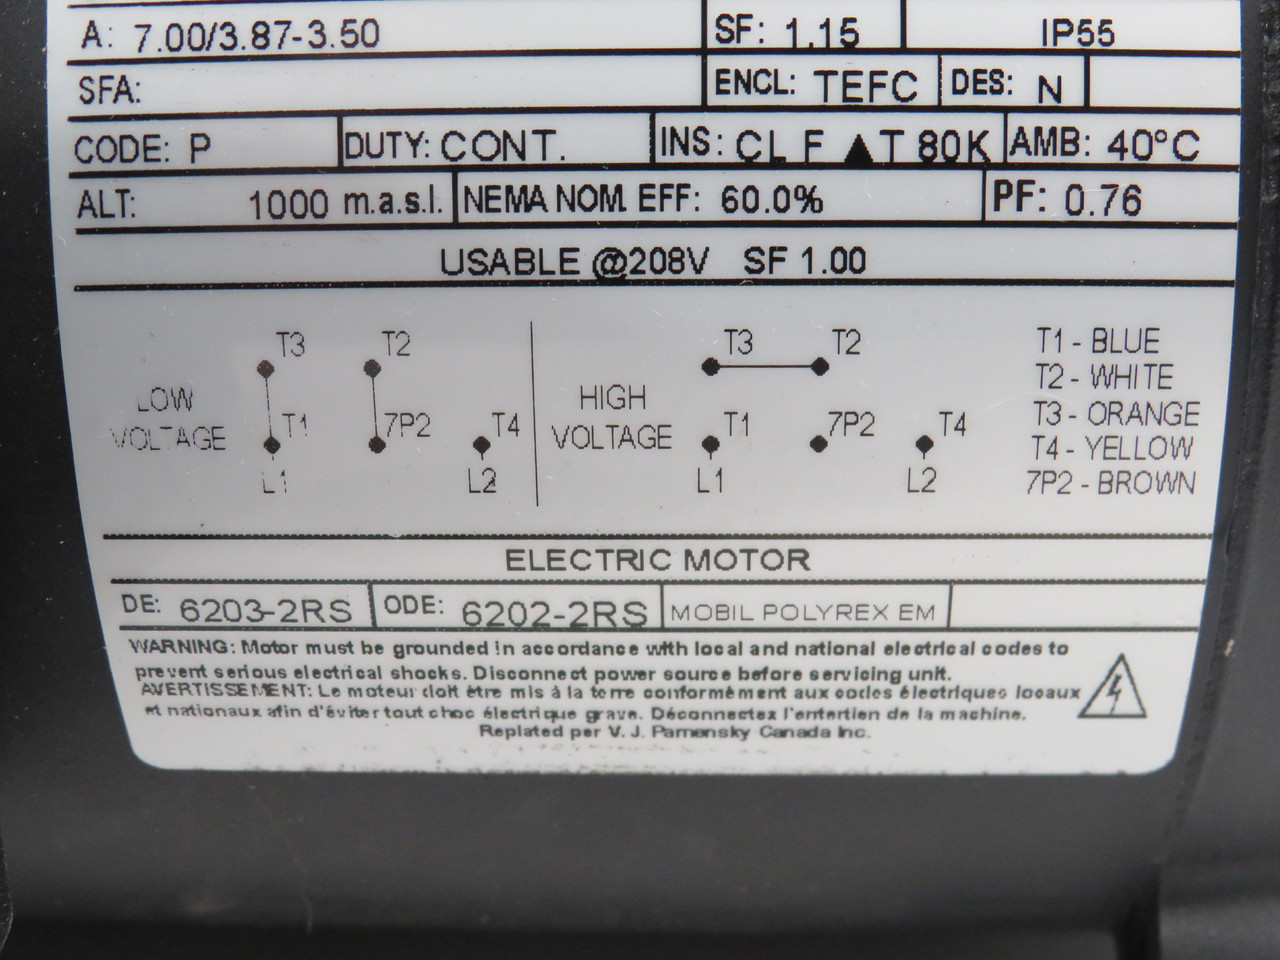 A: 7.00/3.87-3.50 SF: 1.15 IP55
SFA: ENCL: TEFC DES: N
CODE: P DUTY: CONT. INS: CL F ▲T 80K AMB: 40°C
ALT: 1000 m.a.s.l. NEMA NOM. EFF: 60.0% PF: 0.76
USABLE @208V SF 1.00
T3 T2 T3 T2 T1 - BLUE
LOW HIGH T2 - WHITE
VOLTAGE T1 7P2 T4 VOLTAGE T1 7P2 T4 T3 - ORANGE
T4 - YELLOW
L1 L2 L1 L2 7P2 - BROWN
ELECTRIC MOTOR
DE: 6203-2RS ODE: 6202-2RS MOBIL POLYREX EM
WARNING: Motor must be grounded in accordance with local and national electrical codes to
prevent serious electrical shocks. Disconnect power source before servicing unit.
AVERTISSEMENT: Le moteur doit être mis à la terre conformément aux codes électriques locaux
et nationaux afin d'éviter tout choc électrique grave. Déconnectez l'entertien de la machine.
Replated per V. J. Pamensky Canada Inc.